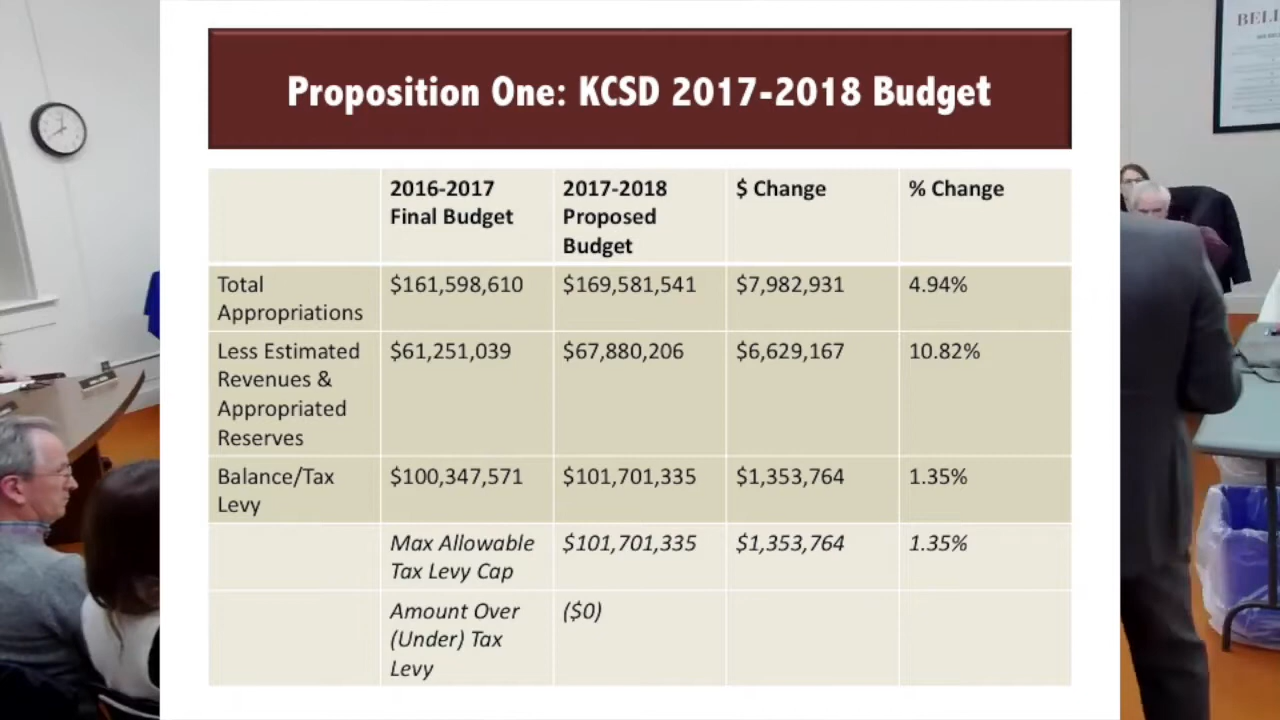 Proposition One: KCSD 2017-2018 Budget
2016-2017
Final Budget
2017-2018
Proposed
Budget
$ Change
% Change
Total
Appropriations
$161,598,610
$169,581,541
$7,982,931
4.94%
Less Estimated
Revenues &
Appropriated
Reserves
$61,251,039
$67,880,206
$6,629,167
10.82%
Balance/Tax
Levy
$100,347,571
$101,701,335
$1,353,764
1.35%
Max Allowable
Tax Levy Cap
$101,701,335
$1,353,764
1.35%
Amount Over
(Under) Tax
Levy
($0)
BELI